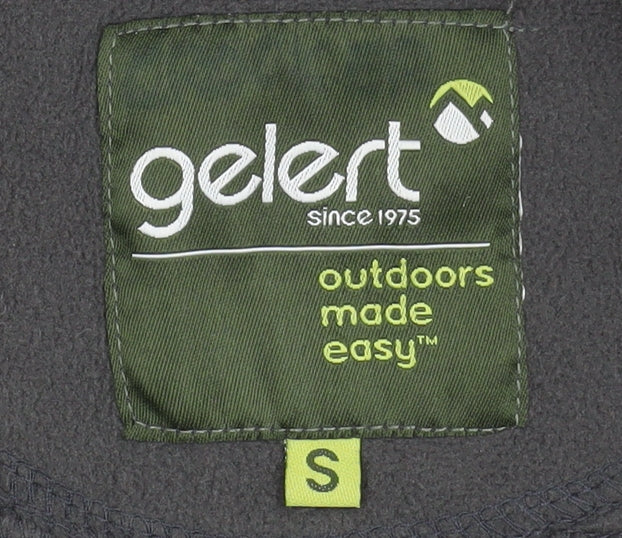 gelert
since 1975
outdoors
made
easy™
S